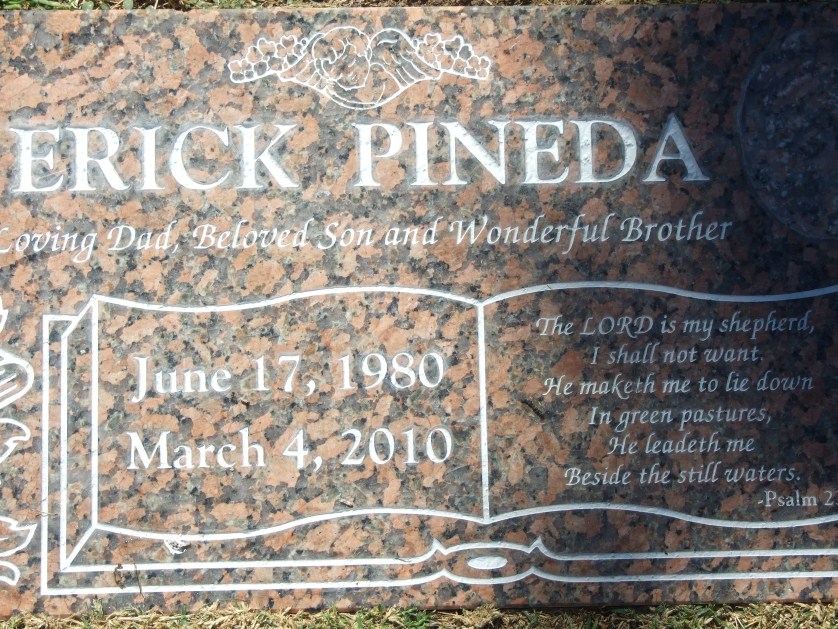 ERICK PINEDA
Loving Dad, Beloved Son and Wonderful Brother
June 17, 1980
March 4, 2010
The LORD is my shepherd,
I shall not want.
He maketh me to lie down
In green pastures,
He leadeth me
Beside the still waters.
-Psalm 2